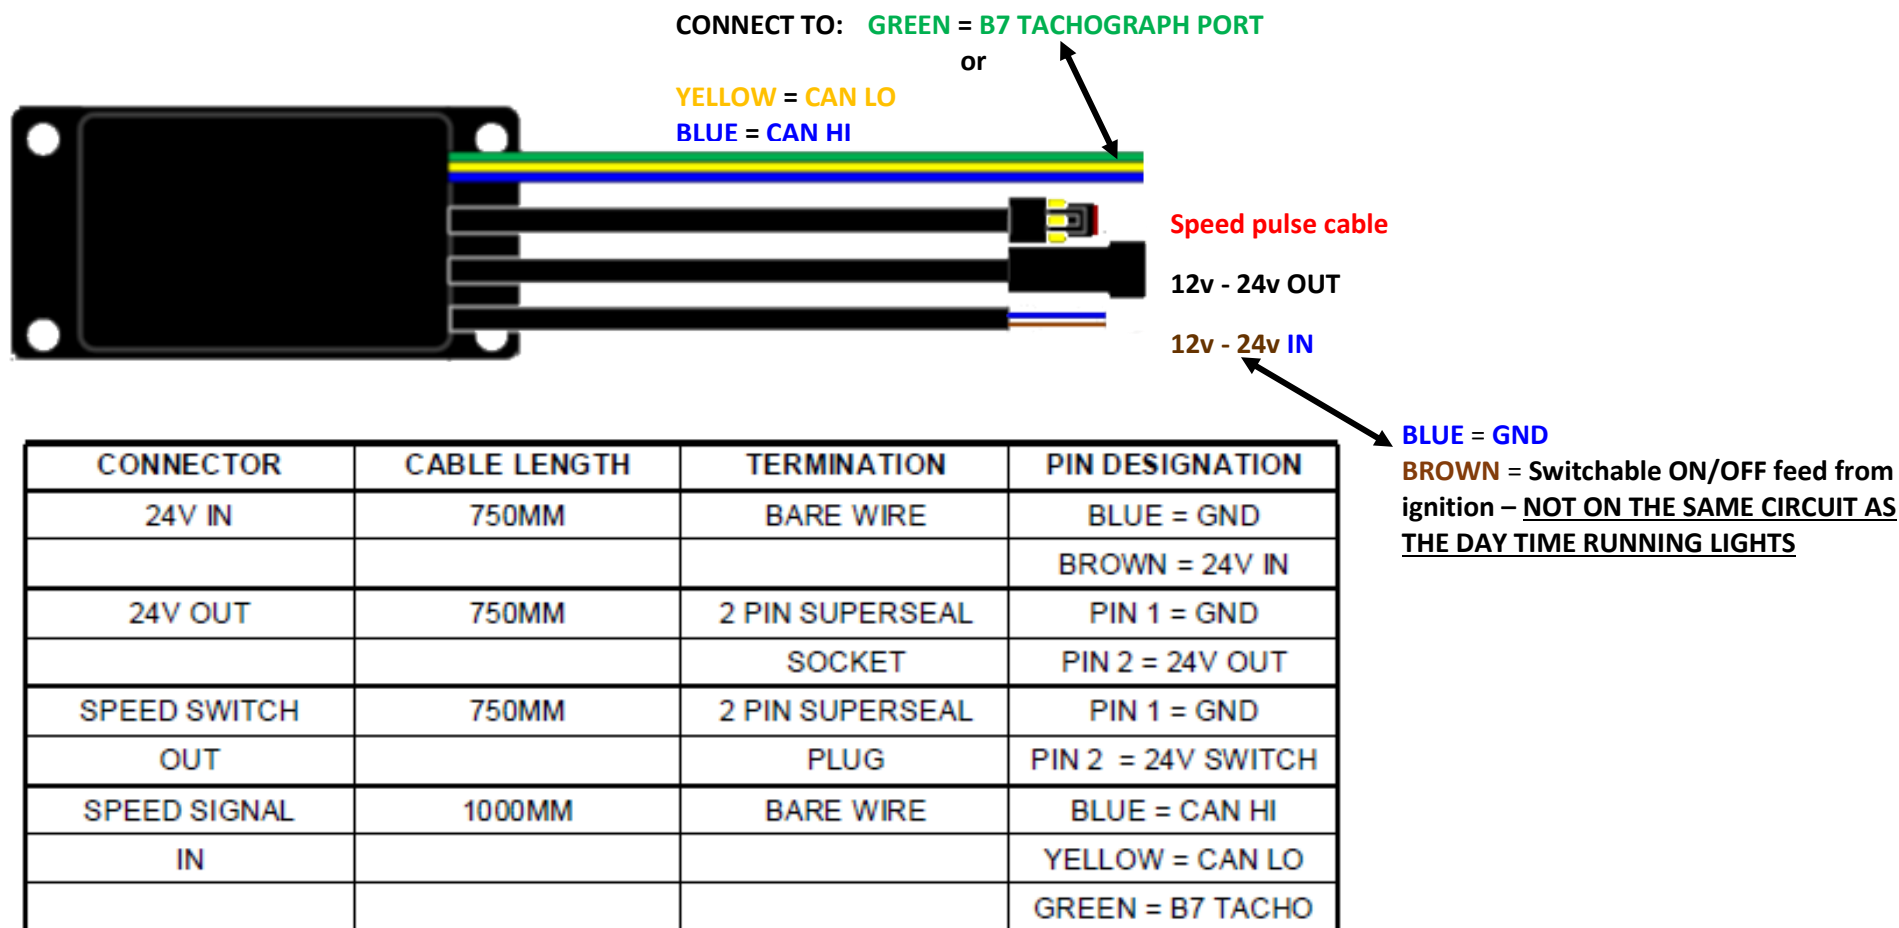 CONNECT TO: GREEN = B7 TACHOGRAPH PORT
or
YELLOW = CAN LO
BLUE = CAN HI
Speed pulse cable
12v - 24v OUT
12v - 24v IN
BLUE = GND
BROWN = Switchable ON/OFF feed from
ignition – NOT ON THE SAME CIRCUIT AS
THE DAY TIME RUNNING LIGHTS
CONNECTOR CABLE LENGTH TERMINATION PIN DESIGNATION
24V IN 750MM BARE WIRE BLUE = GND
BROWN = 24V IN
24V OUT 750MM 2 PIN SUPERSEAL PIN 1 = GND
SOCKET PIN 2 = 24V OUT
SPEED SWITCH 750MM 2 PIN SUPERSEAL PIN 1 = GND
OUT PLUG PIN 2 = 24V SWITCH
SPEED SIGNAL 1000MM BARE WIRE BLUE = CAN HI
IN YELLOW = CAN LO
GREEN = B7 TACHO